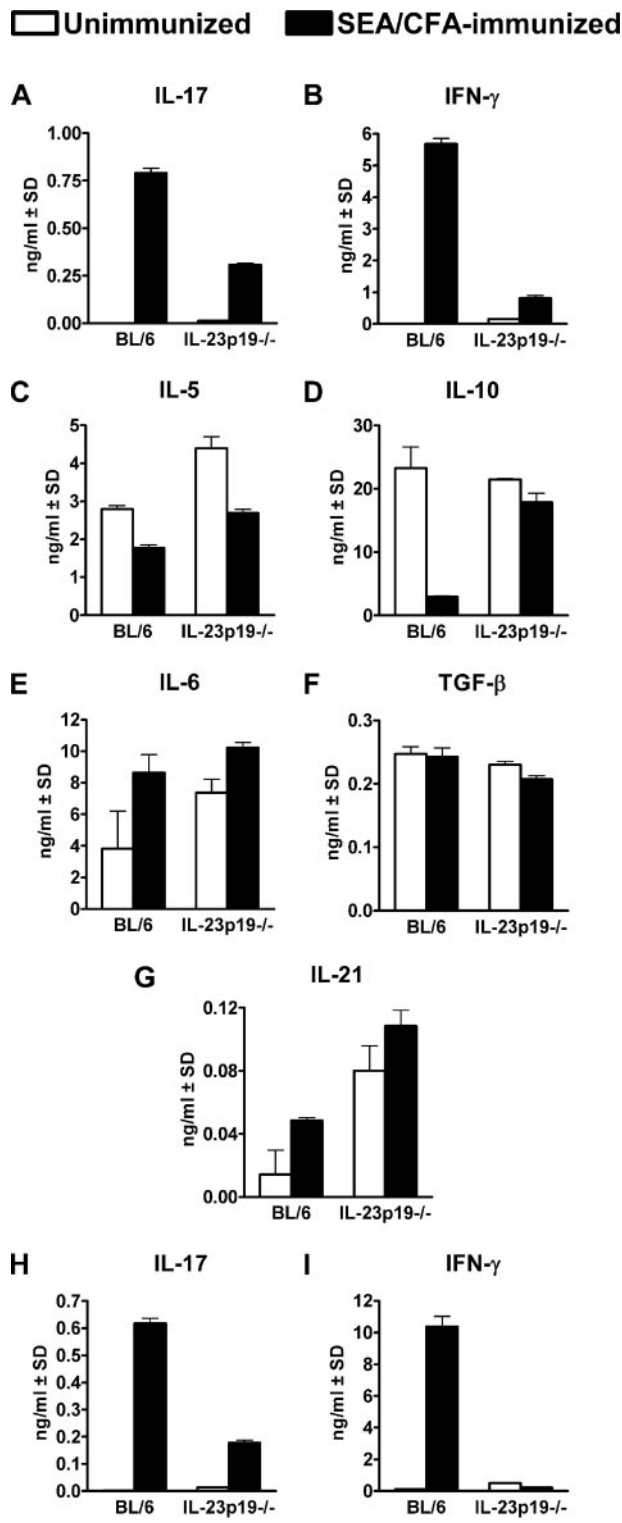 Unimmunized SEA/CFA-immunized
A IL-17
ng/ml ± SD
1.00
0.75
0.50
0.25
0.00
BL/6 IL-23p19-/-
B IFN-γ
ng/ml ± SD
6
5
4
3
2
1
0
BL/6 IL-23p19-/-
C IL-5
ng/ml ± SD
5
4
3
2
1
0
BL/6 IL-23p19-/-
D IL-10
ng/ml ± SD
30
20
10
0
BL/6 IL-23p19-/-
E IL-6
ng/ml ± SD
12
10
8
6
4
2
0
BL/6 IL-23p19-/-
F TGF-β
ng/ml ± SD
0.3
0.2
0.1
0.0
BL/6 IL-23p19-/-
G IL-21
ng/ml ± SD
0.12
0.08
0.04
0.00
BL/6 IL-23p19-/-
H IL-17
ng/ml ± SD
0.7
0.6
0.5
0.4
0.3
0.2
0.1
0.0
BL/6 IL-23p19-/-
I IFN-γ
ng/ml ± SD
12
10
8
6
4
2
0
BL/6 IL-23p19-/-